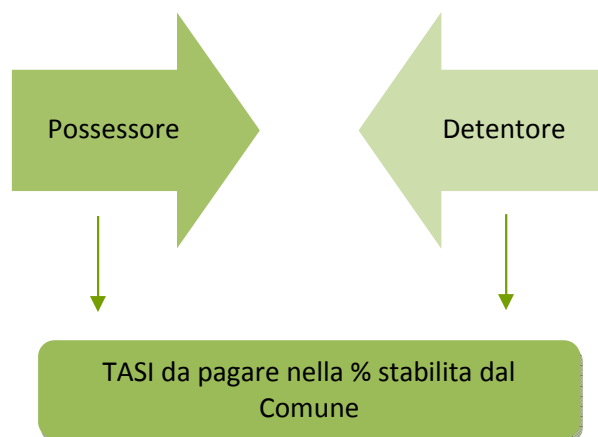 Possessore
Detentore
TASI da pagare nella % stabilita dal
Comune